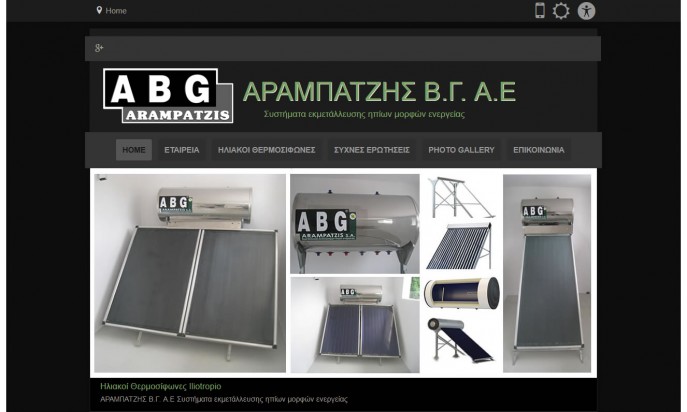 Home
g+
ABG
ARAMPATZIS
ΑΡΑΜΠΑΤΖΗΣ Β.Γ. Α.Ε
Συστήματα εκμετάλλευσης ηπίων μορφών ενεργείας
HOME ΕΤΑΙΡΕΙΑ ΗΛΙΑΚΟΙ ΘΕΡΜΟΣΙΦΩΝΕΣ ΣΥΧΝΕΣ ΕΡΩΤΗΣΕΙΣ PHOTO GALLERY ΕΠΙΚΟΙΝΩΝΙΑ
ABG
ABG
ARAMPATZIS S.A.
ABG
ABG
Ηλιακοί Θερμοσίφωνες Iliotropio
ΑΡΑΜΠΑΤΖΗΣ Β.Γ. Α.Ε Συστήματα εκμετάλλευσης ηπίων μορφών ενεργείας